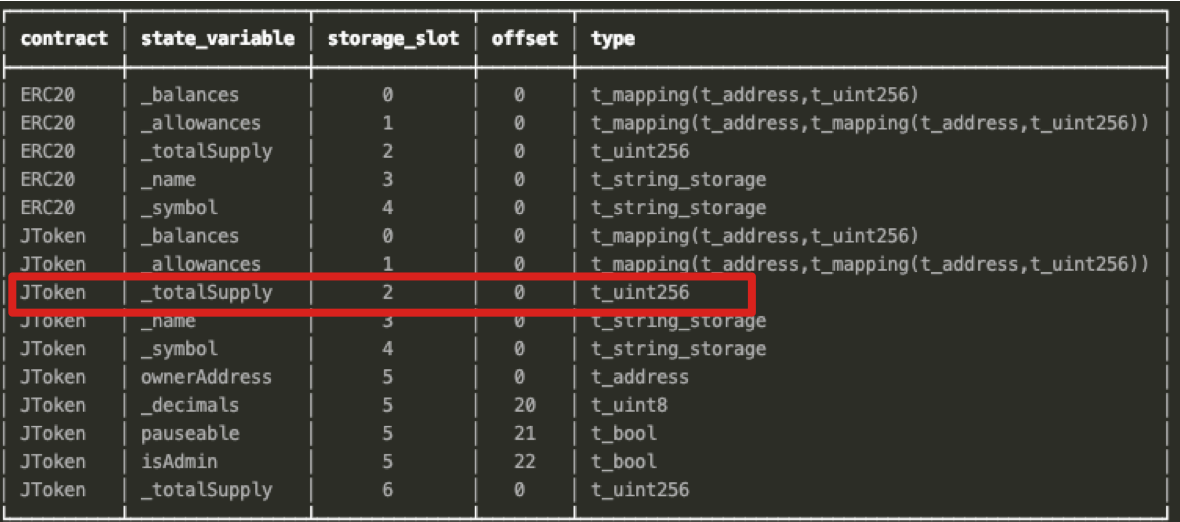 contract state_variable storage_slot offset type
ERC20 _balances 0 0 t_mapping(t_address,t_uint256)
ERC20 _allowances 1 0 t_mapping(t_address,t_mapping(t_address,t_uint256))
ERC20 _totalSupply 2 0 t_uint256
ERC20 _name 3 0 t_string_storage
ERC20 _symbol 4 0 t_string_storage
JToken _balances 0 0 t_mapping(t_address,t_uint256)
JToken _allowances 1 0 t_mapping(t_address,t_mapping(t_address,t_uint256))
JToken _totalSupply 2 0 t_uint256
JToken _name 3 0 t_string_storage
JToken _symbol 4 0 t_string_storage
JToken ownerAddress 5 0 t_address
JToken _decimals 5 20 t_uint8
JToken pauseable 5 21 t_bool
JToken isAdmin 5 22 t_bool
JToken _totalSupply 6 0 t_uint256